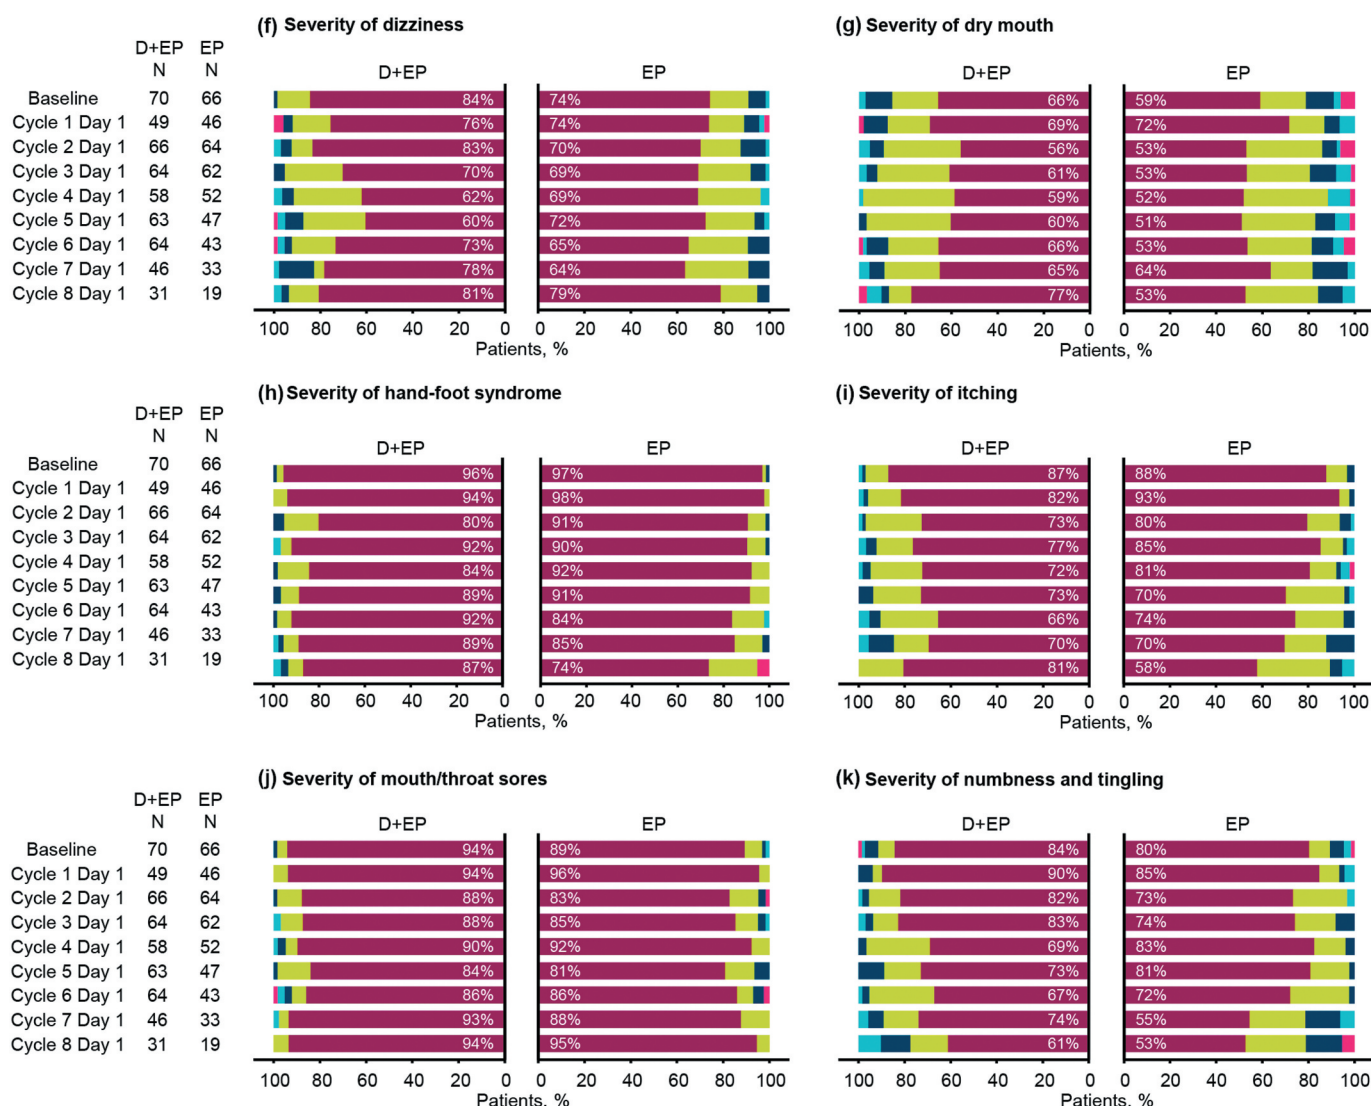 (f) Severity of dizziness
(g) Severity of dry mouth
D+EP EP
N N
D+EP EP D+EP EP
Baseline 70 66 84% 74% 66% 59%
Cycle 1 Day 1 49 46 76% 74% 69% 72%
Cycle 2 Day 1 66 64 83% 70% 56% 53%
Cycle 3 Day 1 64 62 70% 69% 61% 53%
Cycle 4 Day 1 58 52 62% 69% 59% 52%
Cycle 5 Day 1 63 47 60% 72% 60% 51%
Cycle 6 Day 1 64 43 73% 65% 66% 53%
Cycle 7 Day 1 46 33 78% 64% 65% 64%
Cycle 8 Day 1 31 19 81% 79% 77% 53%
100 80 60 40 20 0 0 20 40 60 80 100 100 80 60 40 20 0 0 20 40 60 80 100
Patients, % Patients, %
(h) Severity of hand-foot syndrome
(i) Severity of itching
D+EP EP
N N
D+EP EP D+EP EP
Baseline 70 66 96% 97% 87% 88%
Cycle 1 Day 1 49 46 94% 98% 82% 93%
Cycle 2 Day 1 66 64 80% 91% 73% 80%
Cycle 3 Day 1 64 62 92% 90% 77% 85%
Cycle 4 Day 1 58 52 84% 92% 72% 81%
Cycle 5 Day 1 63 47 89% 91% 73% 70%
Cycle 6 Day 1 64 43 92% 84% 66% 74%
Cycle 7 Day 1 46 33 89% 85% 70% 70%
Cycle 8 Day 1 31 19 87% 74% 81% 58%
100 80 60 40 20 0 0 20 40 60 80 100 100 80 60 40 20 0 0 20 40 60 80 100
Patients, % Patients, %
(j) Severity of mouth/throat sores
(k) Severity of numbness and tingling
D+EP EP
N N
D+EP EP D+EP EP
Baseline 70 66 94% 89% 84% 80%
Cycle 1 Day 1 49 46 94% 96% 90% 85%
Cycle 2 Day 1 66 64 88% 83% 82% 73%
Cycle 3 Day 1 64 62 88% 85% 83% 74%
Cycle 4 Day 1 58 52 90% 92% 69% 83%
Cycle 5 Day 1 63 47 84% 81% 73% 81%
Cycle 6 Day 1 64 43 86% 86% 67% 72%
Cycle 7 Day 1 46 33 93% 88% 74% 55%
Cycle 8 Day 1 31 19 94% 95% 61% 53%
100 80 60 40 20 0 0 20 40 60 80 100 100 80 60 40 20 0 0 20 40 60 80 100
Patients, % Patients, %